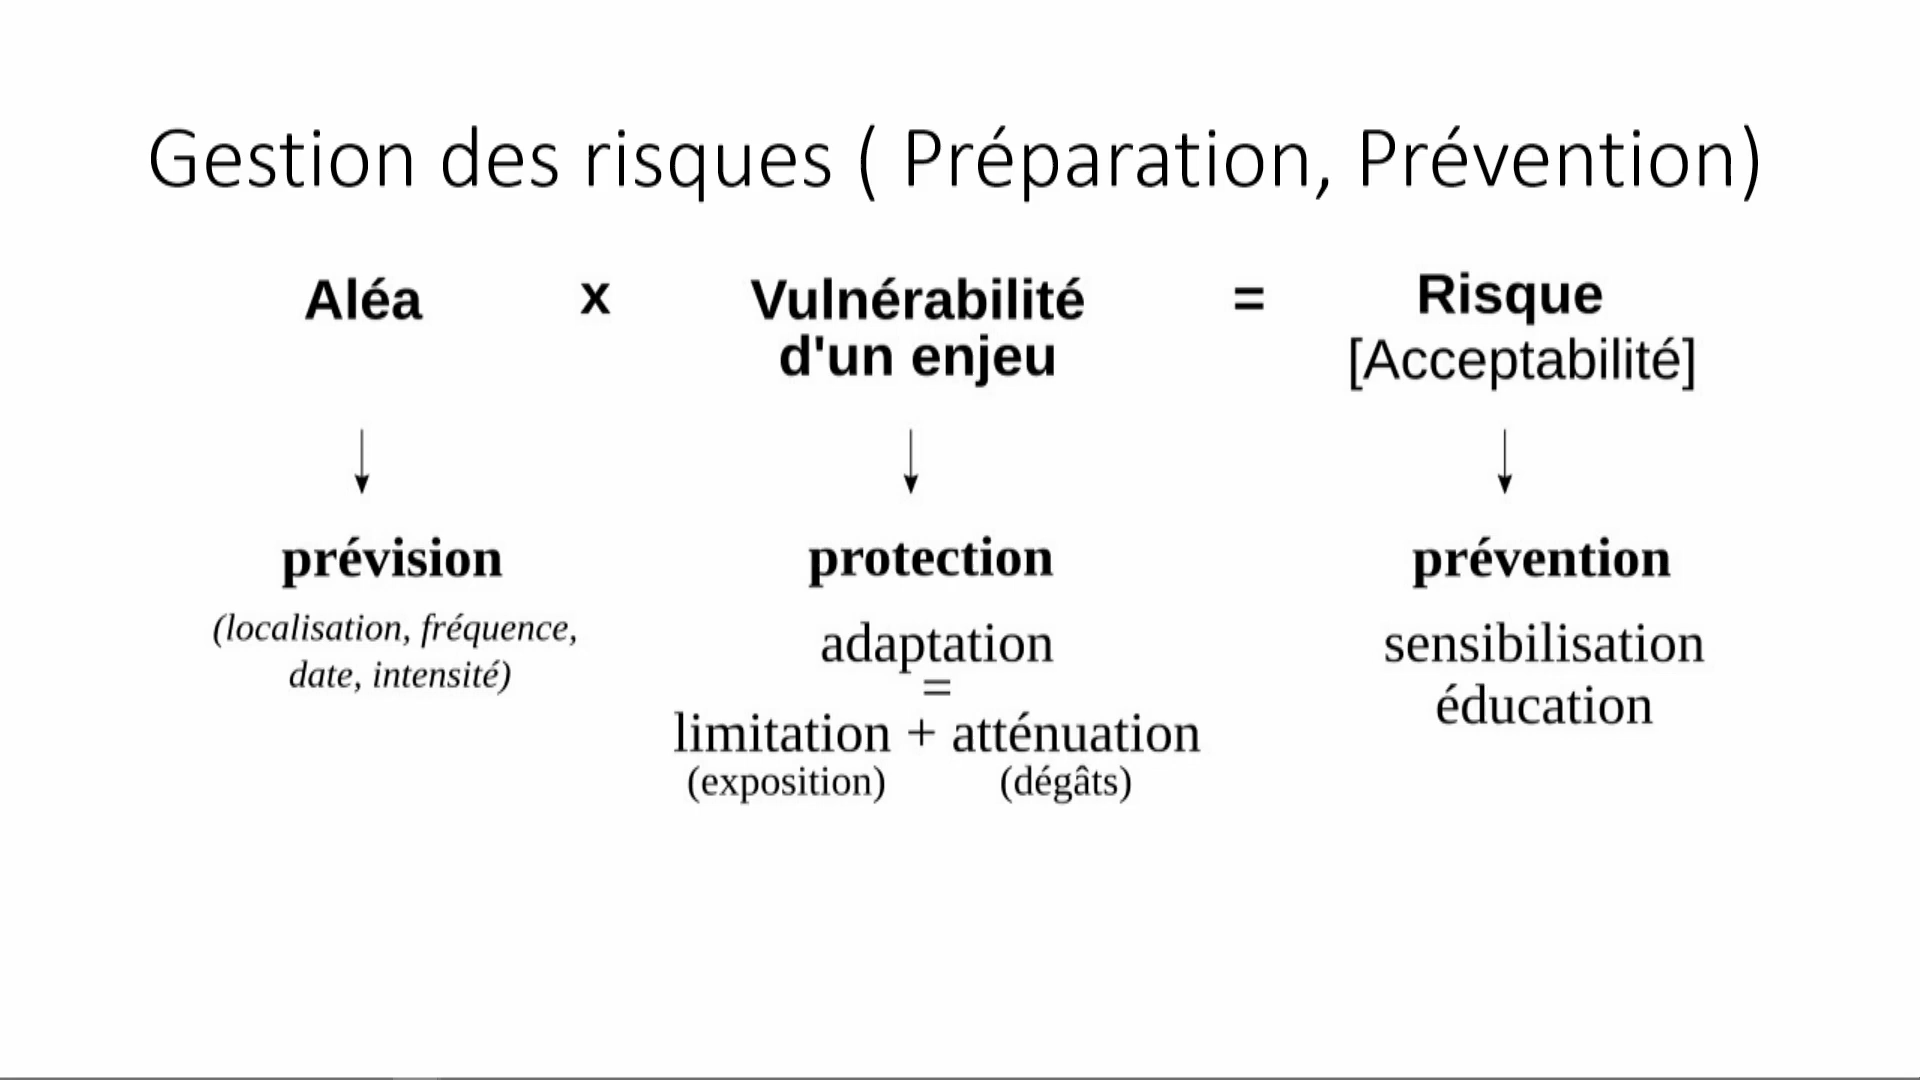 Gestion des risques ( Préparation, Prévention)
Aléa x Vulnérabilité d'un enjeu = Risque [Acceptabilité]
prévision
(localisation, fréquence,
date, intensité)
protection
adaptation
=
limitation + atténuation
(exposition) (dégâts)
prévention
sensibilisation
éducation